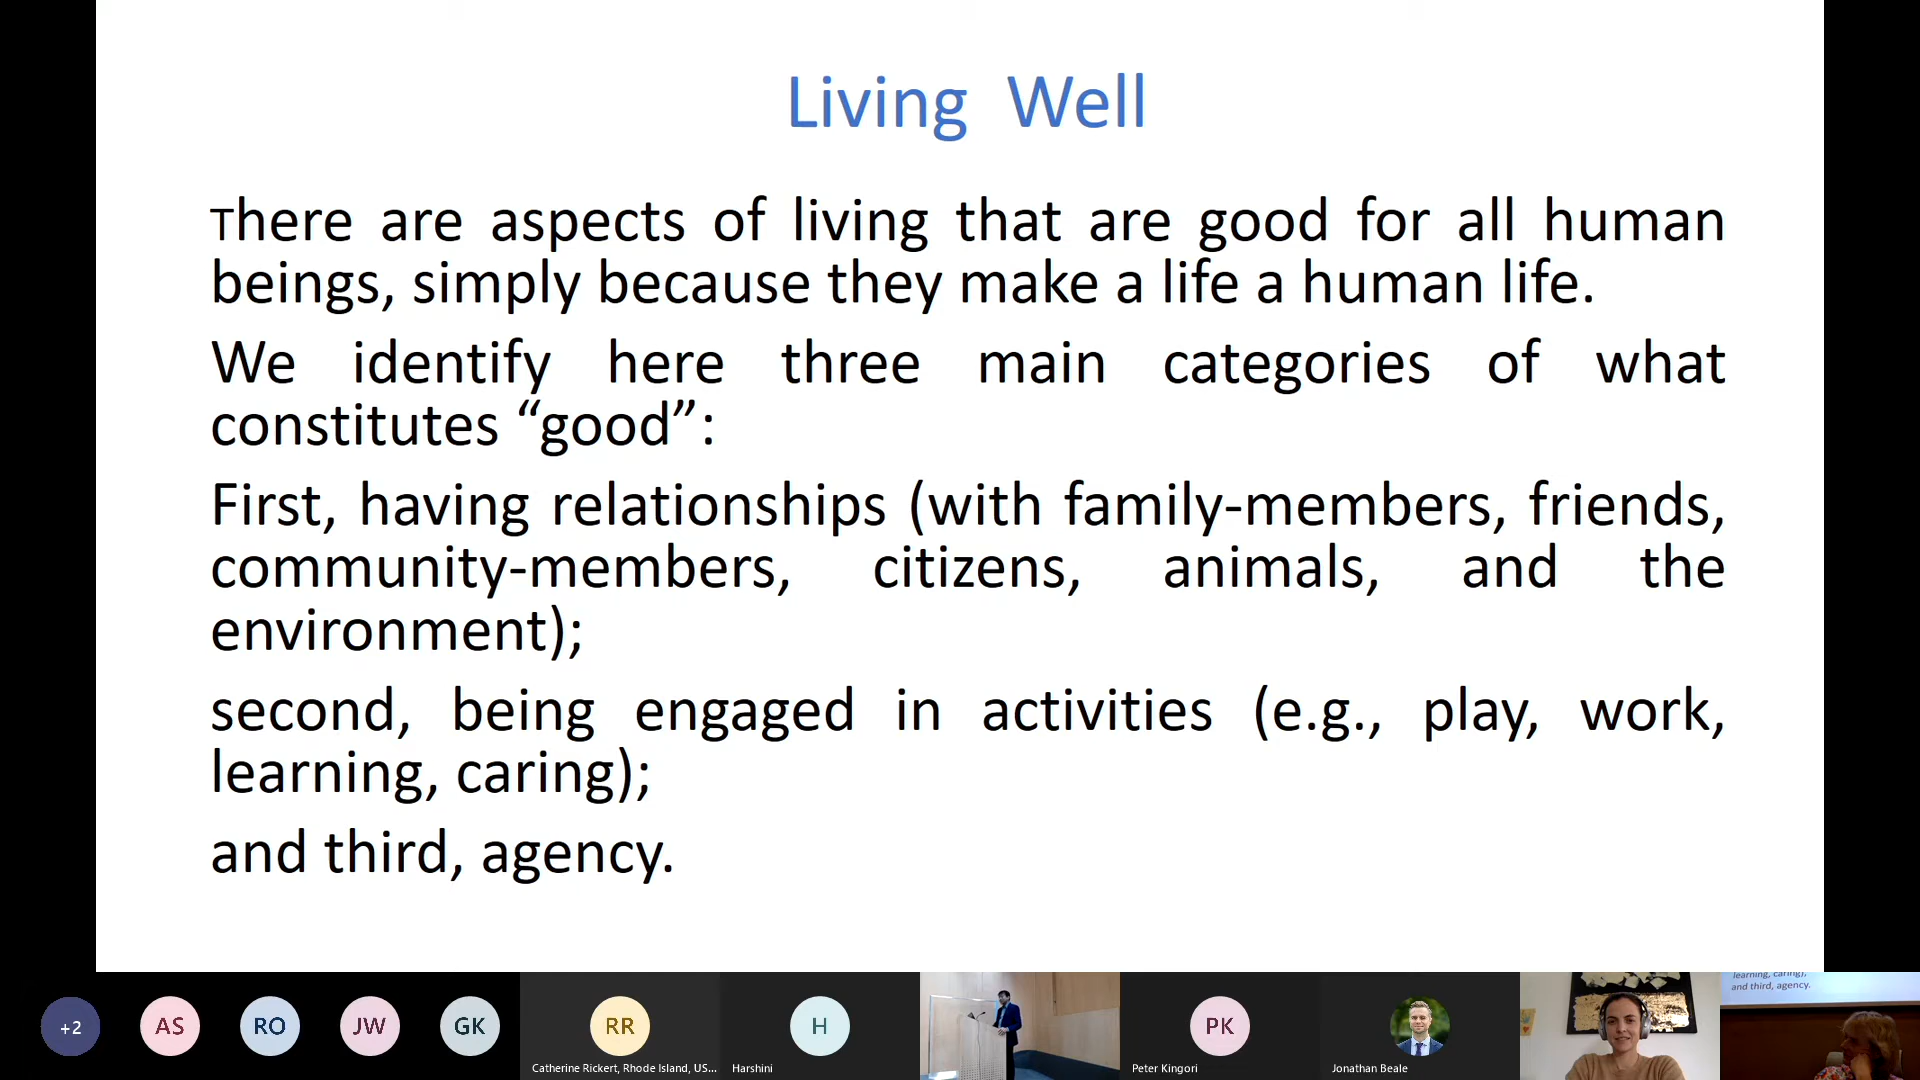 Living Well
There are aspects of living that are good for all human
beings, simply because they make a life a human life.
We identify here three main categories of what
constitutes “good”:
First, having relationships (with family-members, friends,
community-members, citizens, animals, and the
environment);
second, being engaged in activities (e.g., play, work,
learning, caring);
and third, agency.
+2
AS
RO
JW
GK
RR
Catherine Rickert, Rhode Island, US...
H
Harshini
PK
Peter Kingori
Jonathan Beale
learning, caring);
and third, agency.